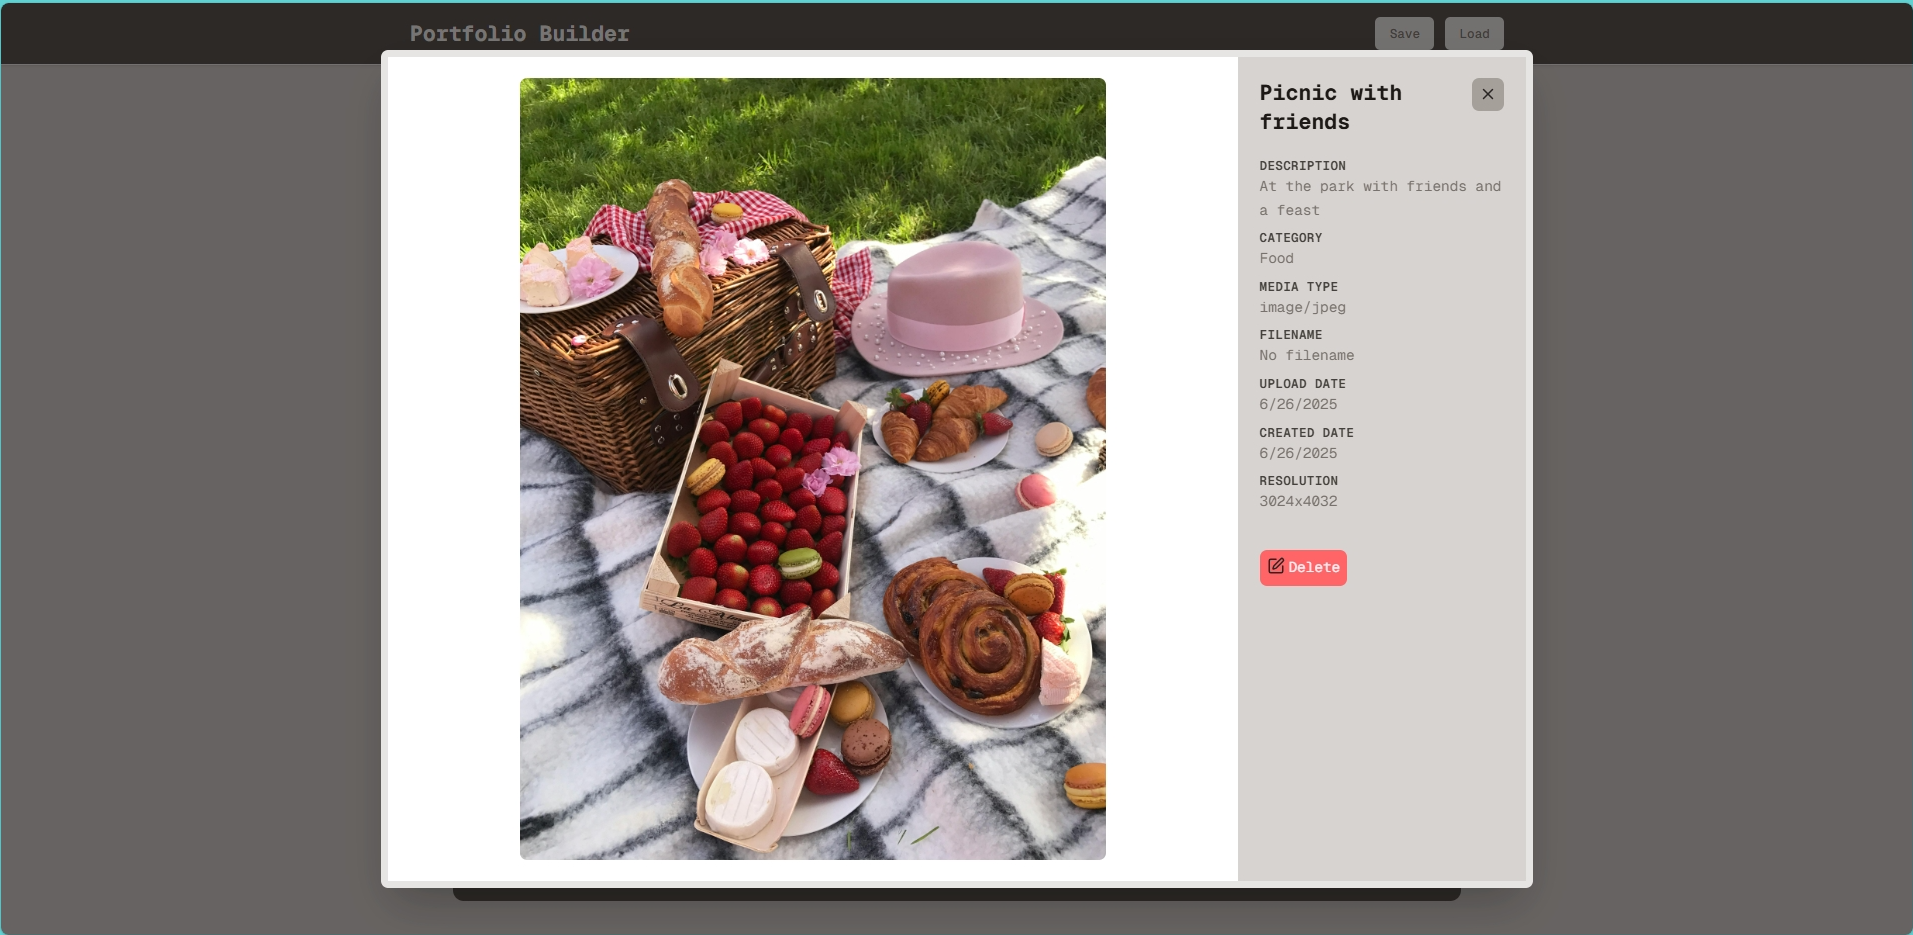 Portfolio Builder
Save
Load
Picnic with
friends
DESCRIPTION
At the park with friends and
a feast
CATEGORY
Food
MEDIA TYPE
image/jpeg
FILENAME
No filename
UPLOAD DATE
6/26/2025
CREATED DATE
6/26/2025
RESOLUTION
3024x4032
Delete